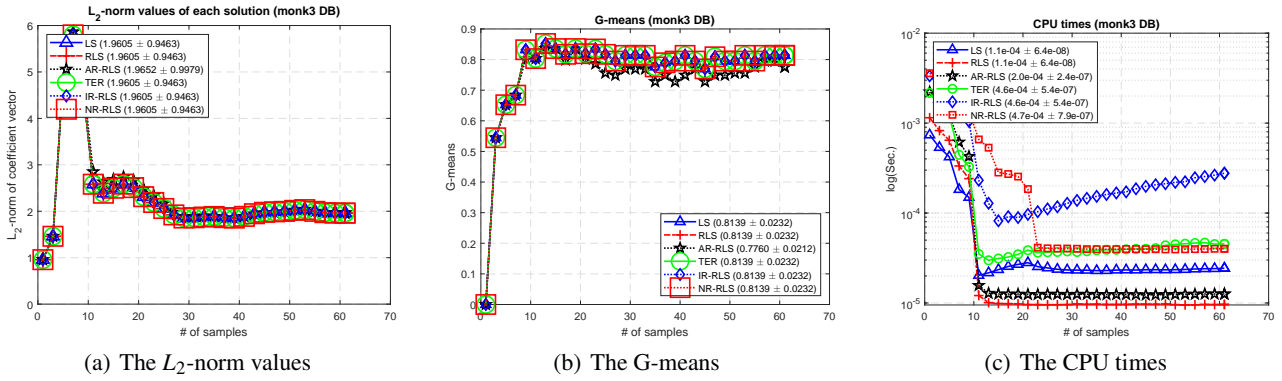 L2-norm values of each solution (monk3 DB)
LS (1.9605 ± 0.9463)
RLS (1.9605 ± 0.9463)
AR-RLS (1.9652 ± 0.9979)
TER (1.9605 ± 0.9463)
IR-RLS (1.9605 ± 0.9463)
NR-RLS (1.9605 ± 0.9463)
L2-norm of coefficient vector
6
5
4
3
2
1
0
0 10 20 30 40 50 60 70
# of samples
(a) The L2-norm values
G-means (monk3 DB)
G-means
0.9
0.8
0.7
0.6
0.5
0.4
0.3
0.2
0.1
0
LS (0.8139 ± 0.0232)
RLS (0.8139 ± 0.0232)
AR-RLS (0.7760 ± 0.0212)
TER (0.8139 ± 0.0232)
IR-RLS (0.8139 ± 0.0232)
NR-RLS (0.8139 ± 0.0232)
0 10 20 30 40 50 60 70
# of samples
(b) The G-means
CPU times (monk3 DB)
LS (1.1e-04 ± 6.4e-08)
RLS (1.1e-04 ± 6.4e-08)
AR-RLS (2.0e-04 ± 2.4e-07)
TER (4.6e-04 ± 5.4e-07)
IR-RLS (4.6e-04 ± 5.4e-07)
NR-RLS (4.7e-04 ± 7.9e-07)
log(Sec.)
10-2
10-3
10-4
10-5
0 10 20 30 40 50 60 70
# of samples
(c) The CPU times